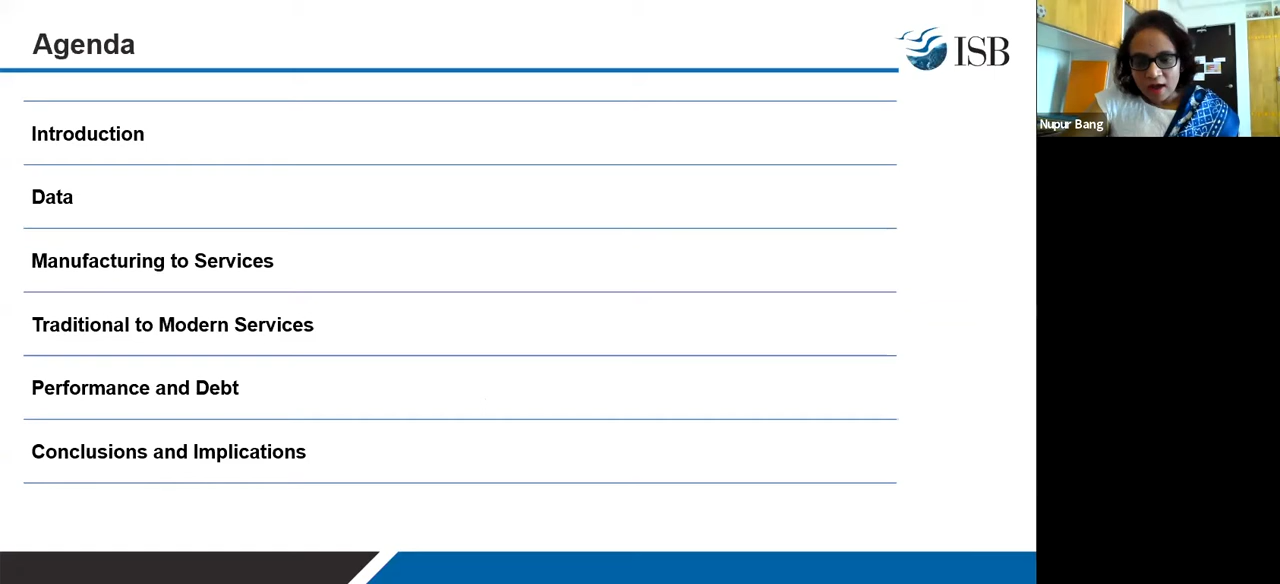 Agenda
ISB
Introduction
Data
Manufacturing to Services
Traditional to Modern Services
Performance and Debt
Conclusions and Implications
Nupur Bang